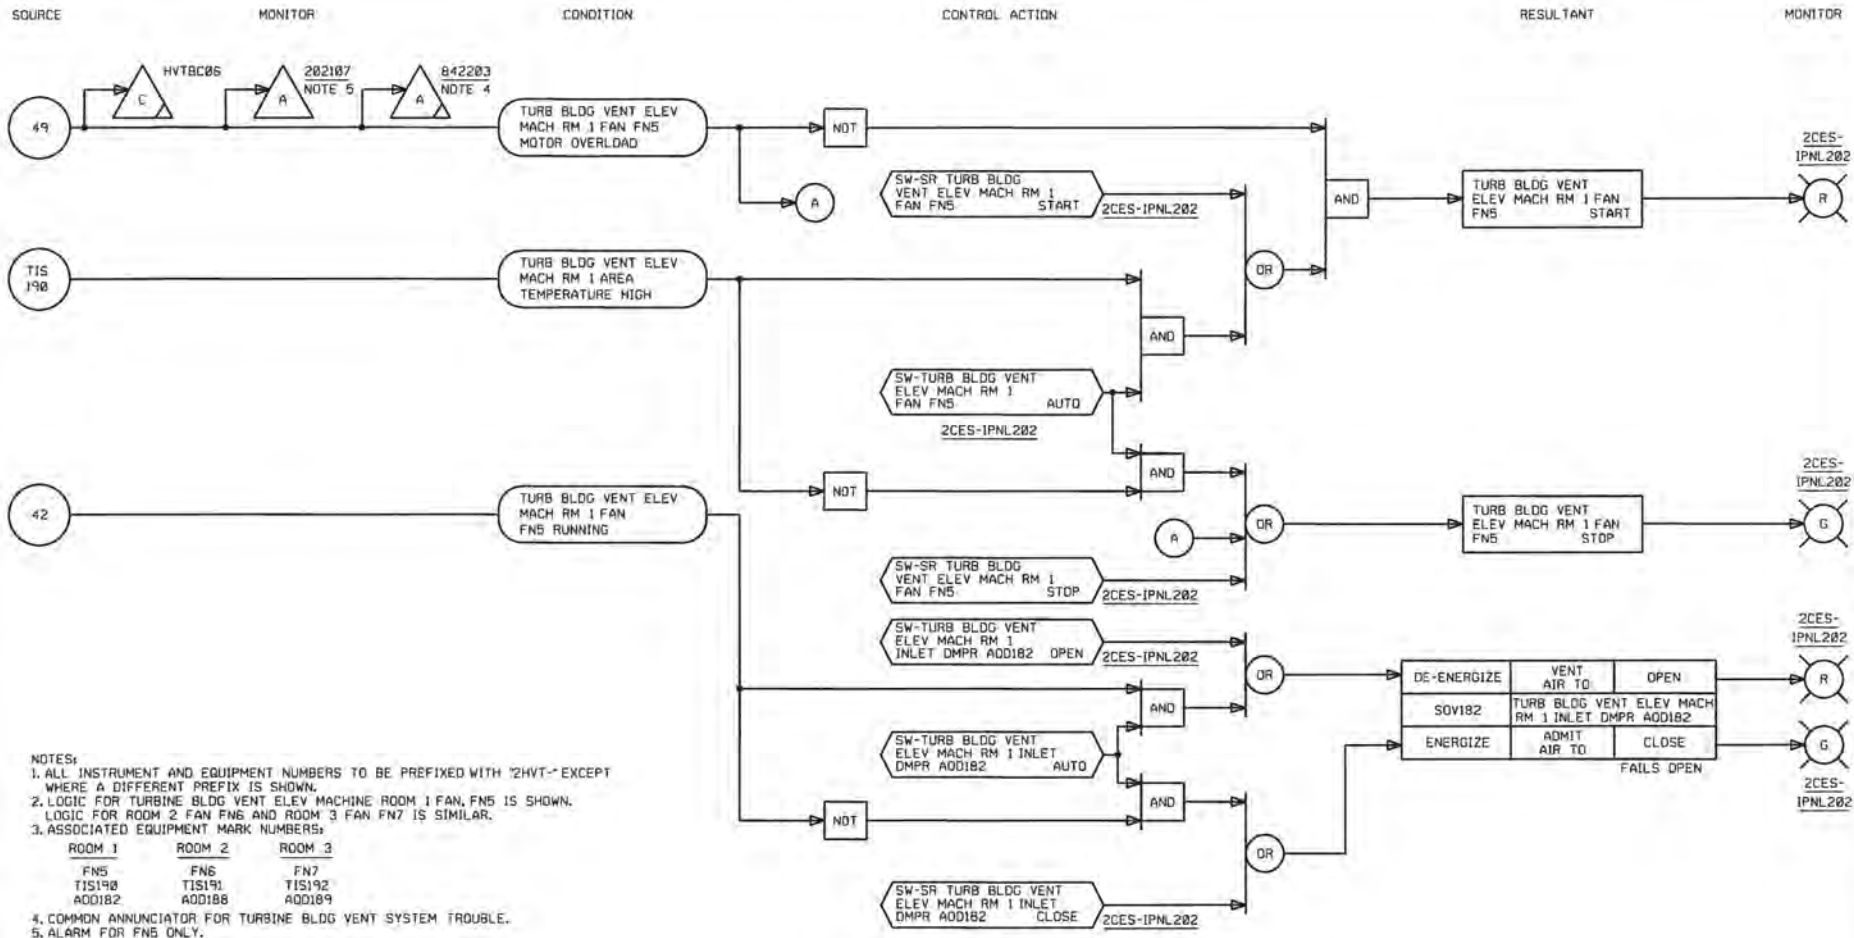 SOURCE MONITOR CONDITION CONTROL ACTION RESULTANT MONITOR
49
C
HVTBC06
A
202107
NOTE 5
A
842203
NOTE 4
TURB BLDG VENT ELEV
MACH RM 1 FAN FN5
MOTOR OVERLOAD
NOT
A
SW-SR TURB BLDG
VENT ELEV MACH RM 1
FAN FN5 START
2CES-IPNL202
AND
TURB BLDG VENT
ELEV MACH RM 1 FAN
FN5 START
2CES-
IPNL202
R
TIS
190
TURB BLDG VENT ELEV
MACH RM 1 AREA
TEMPERATURE HIGH
OR
AND
SW-TURB BLDG VENT
ELEV MACH RM 1
FAN FN5 AUTO
2CES-IPNL202
AND
NOT
42
TURB BLDG VENT ELEV
MACH RM 1 FAN
FN5 RUNNING
A
OR
TURB BLDG VENT
ELEV MACH RM 1 FAN
FN5 STOP
2CES-
IPNL202
G
SW-SR TURB BLDG
VENT ELEV MACH RM 1
FAN FN5 STOP
2CES-IPNL202
SW-TURB BLDG VENT
ELEV MACH RM 1
INLET DMPR AOD182 OPEN
2CES-IPNL202
OR
AND
SW-TURB BLDG VENT
ELEV MACH RM 1 INLET
DMPR AOD182 AUTO
AND
NOT
OR
SW-SR TURB BLDG VENT
ELEV MACH RM 1 INLET
DMPR AOD182 CLOSE
2CES-IPNL202
DE-ENERGIZE VENT AIR TO OPEN
SOV182 TURB BLDG VENT ELEV MACH
RM 1 INLET DMPR AOD182
ENERGIZE ADMIT AIR TO CLOSE
FAILS OPEN
2CES-
IPNL202
R
G
2CES-
IPNL202
NOTES:
1. ALL INSTRUMENT AND EQUIPMENT NUMBERS TO BE PREFIXED WITH "2HVT-" EXCEPT
WHERE A DIFFERENT PREFIX IS SHOWN.
2. LOGIC FOR TURBINE BLDG VENT ELEV MACHINE ROOM 1 FAN, FN5 IS SHOWN.
LOGIC FOR ROOM 2 FAN FN6 AND ROOM 3 FAN FN7 IS SIMILAR.
3. ASSOCIATED EQUIPMENT MARK NUMBERS:
ROOM 1 ROOM 2 ROOM 3
FN5 FN6 FN7
TIS190 TIS191 TIS192
AOD182 AOD188 AOD189
4. COMMON ANNUNCIATOR FOR TURBINE BLDG VENT SYSTEM TROUBLE.
5. ALARM FOR FN5 ONLY.